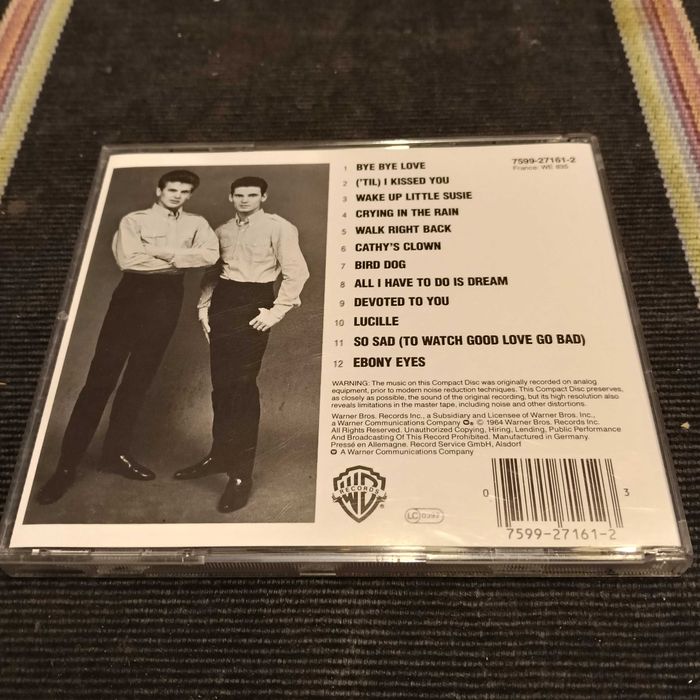 1 BYE BYE LOVE
2 ('TIL) I KISSED YOU
3 WAKE UP LITTLE SUSIE
4 CRYING IN THE RAIN
5 WALK RIGHT BACK
6 CATHY'S CLOWN
7 BIRD DOG
8 ALL I HAVE TO DO IS DREAM
9 DEVOTED TO YOU
10 LUCILLE
11 SO SAD (TO WATCH GOOD LOVE GO BAD)
12 EBONY EYES
7599-27161-2
France: WE 835
WARNING: The music on this Compact Disc was originally recorded on analog
equipment, prior to modern noise reduction techniques. This Compact Disc preserves,
as closely as possible, the sound of the original recording, but its high resolution also
reveals limitations in the master tape, including noise and other distortions.
Warner Bros. Records Inc., a Subsidiary and Licensee of Warner Bros. Inc.,
a Warner Communications Company © 1964 Warner Bros. Records Inc.
All Rights Reserved. Unauthorized Copying, Hiring, Lending, Public Performance
And Broadcasting Of This Record Prohibited. Manufactured in Germany.
Pressé en Allemagne. Record Service GmbH, Alsdorf
A Warner Communications Company
WB
RECORDS
LC 0392
0 3
7599-27161-2